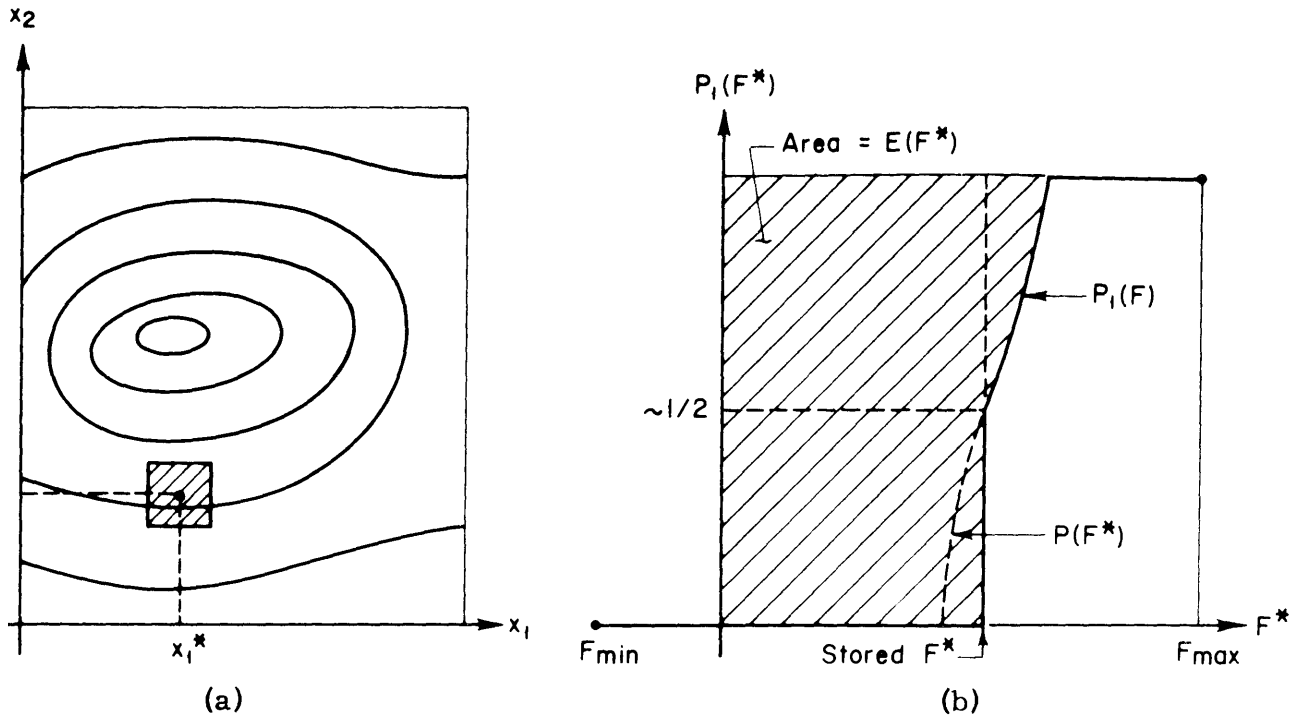 x2
x1*
x1
(a)
P1(F*)
Area = E(F*)
P1(F)
~1/2
P(F*)
F*
Fmin
Stored F*
Fmax
(b)